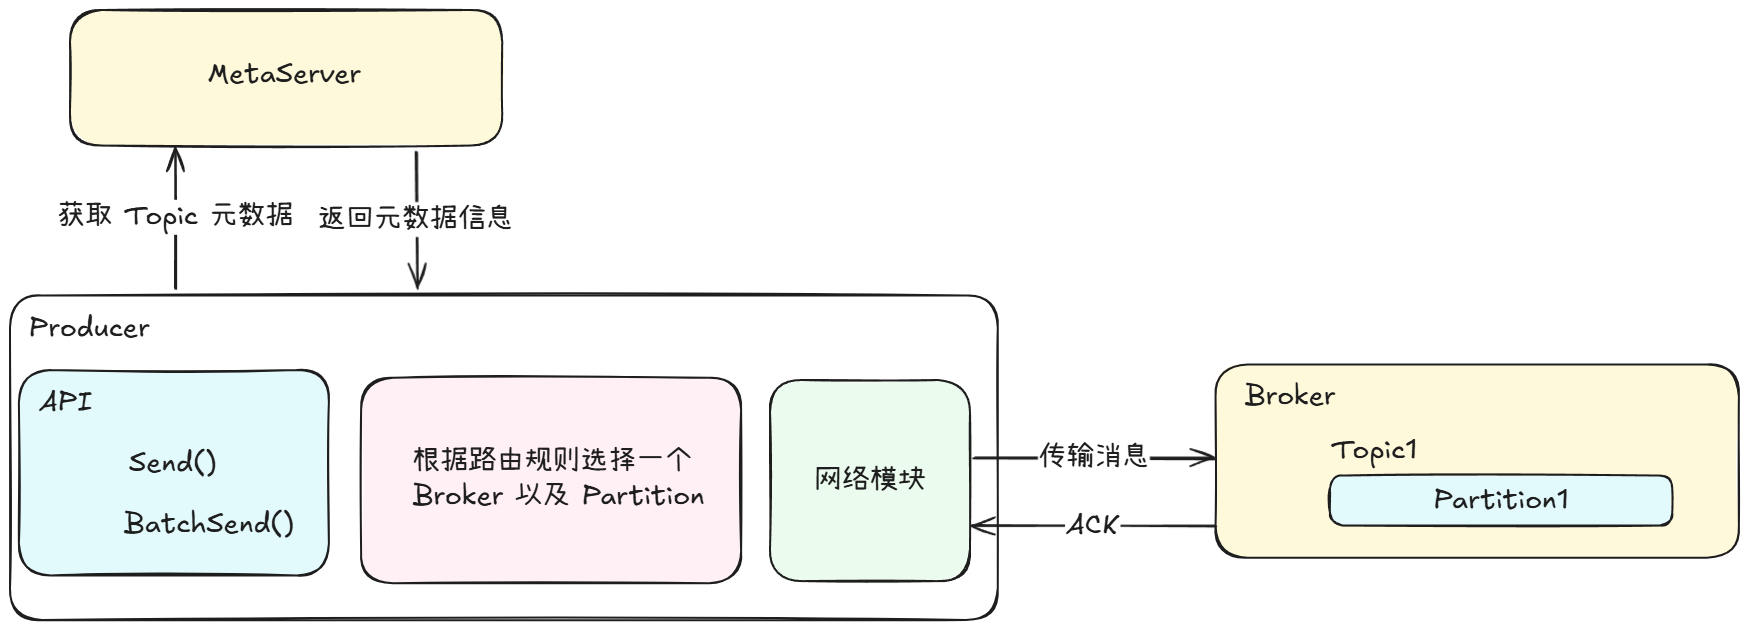 MetaServer
获取 Topic 元数据
返回元数据信息
Producer
API
Send()
BatchSend()
根据路由规则选择一个
Broker 以及 Partition
网络模块
传输消息
ACK
Broker
Topic1
Partition1